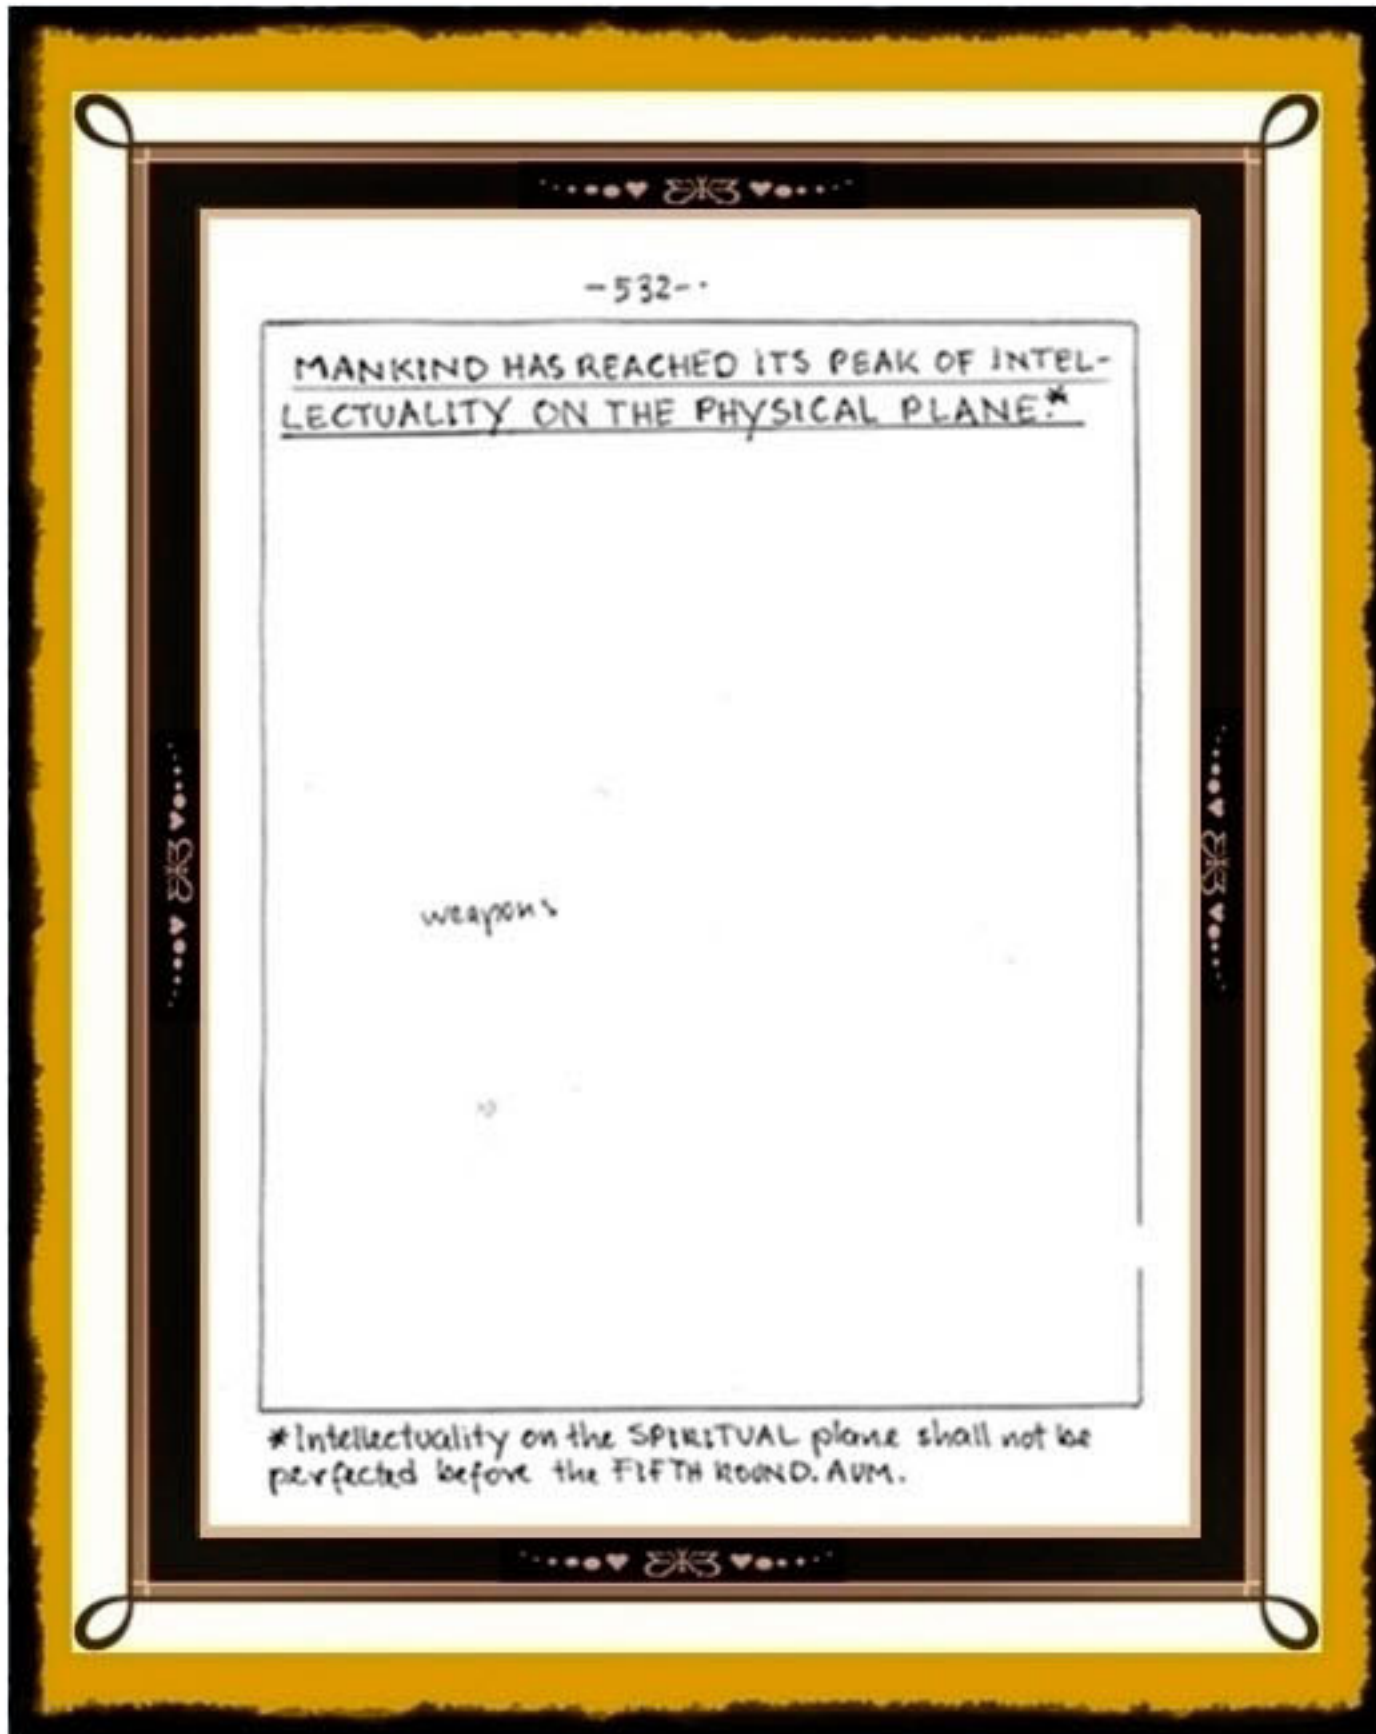 -532-
MANKIND HAS REACHED ITS PEAK OF INTEL-
LECTUALITY ON THE PHYSICAL PLANE.*
weapons
*Intellectuality on the SPIRITUAL plane shall not be
perfected before the FIFTH ROUND. AUM.